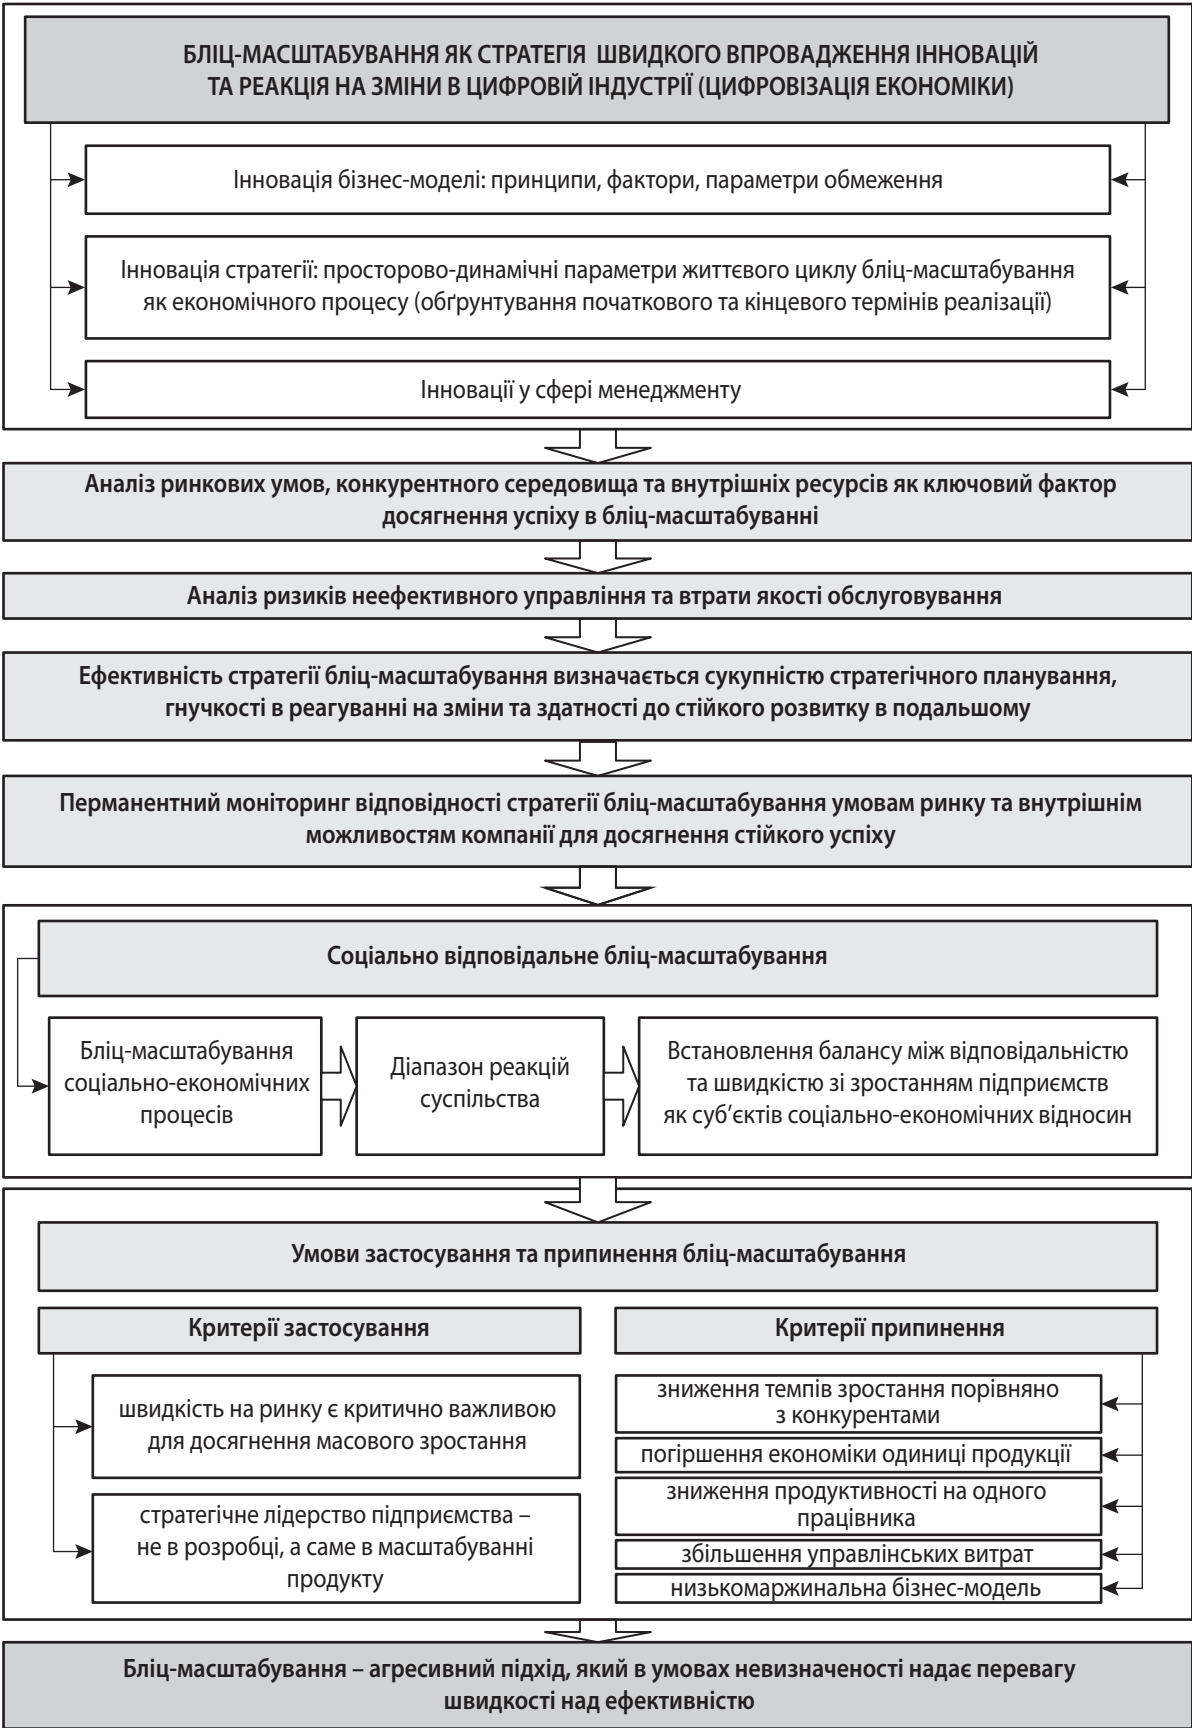 БЛІЦ-МАСШТАБУВАННЯ ЯК СТРАТЕГІЯ ШВИДКОГО ВПРОВАДЖЕННЯ ІННОВАЦІЙ
ТА РЕАКЦІЯ НА ЗМІНИ В ЦИФРОВІЙ ІНДУСТРІЇ (ЦИФРОВІЗАЦІЯ ЕКОНОМІКИ)
Інновація бізнес-моделі: принципи, фактори, параметри обмеження
Інновація стратегії: просторово-динамічні параметри життєвого циклу бліц-масштабування
як економічного процесу (обґрунтування початкового та кінцевого термінів реалізації)
Інновації у сфері менеджменту
Аналіз ринкових умов, конкурентного середовища та внутрішніх ресурсів як ключовий фактор
досягнення успіху в бліц-масштабуванні
Аналіз ризиків неефективного управління та втрати якості обслуговування
Ефективність стратегії бліц-масштабування визначається сукупністю стратегічного планування,
гнучкості в реагуванні на зміни та здатності до стійкого розвитку в подальшому
Перманентний моніторинг відповідності стратегії бліц-масштабування умовам ринку та внутрішнім
можливостям компанії для досягнення стійкого успіху
Соціально відповідальне бліц-масштабування
Бліц-масштабування
соціально-економічних
процесів
Діапазон реакцій
суспільства
Встановлення балансу між відповідальністю
та швидкістю зі зростанням підприємств
як суб’єктів соціально-економічних відносин
Умови застосування та припинення бліц-масштабування
Критерії застосування
швидкість на ринку є критично важливою
для досягнення масового зростання
стратегічне лідерство підприємства –
не в розробці, а саме в масштабуванні
продукту
Критерії припинення
зниження темпів зростання порівняно
з конкурентами
погіршення економіки одиниці продукції
зниження продуктивності на одного
працівника
збільшення управлінських витрат
низькомаржинальна бізнес-модель
Бліц-масштабування – агресивний підхід, який в умовах невизначеності надає перевагу
швидкості над ефективністю